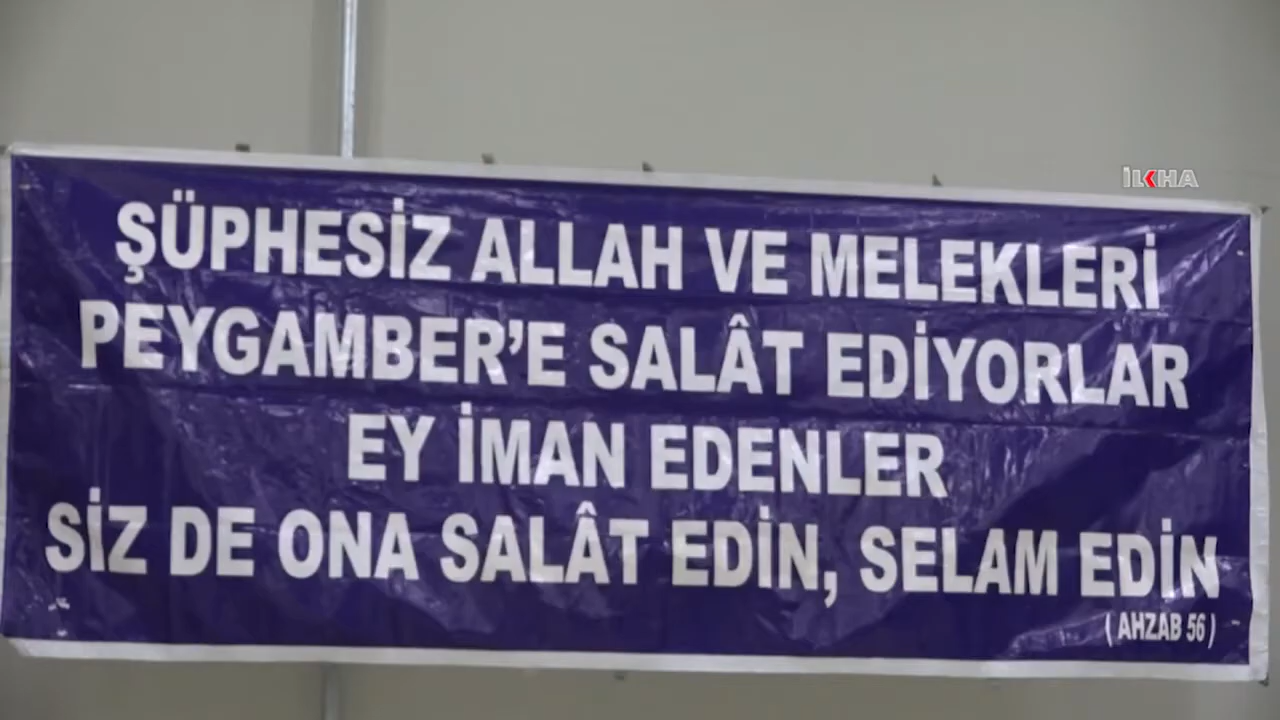 İLKHA
ŞÜPHESİZ ALLAH VE MELEKLERİ
PEYGAMBER'E SALÂT EDİYORLAR
EY İMAN EDENLER
SİZ DE ONA SALÂT EDİN, SELAM EDİN
( AHZAB 56 )